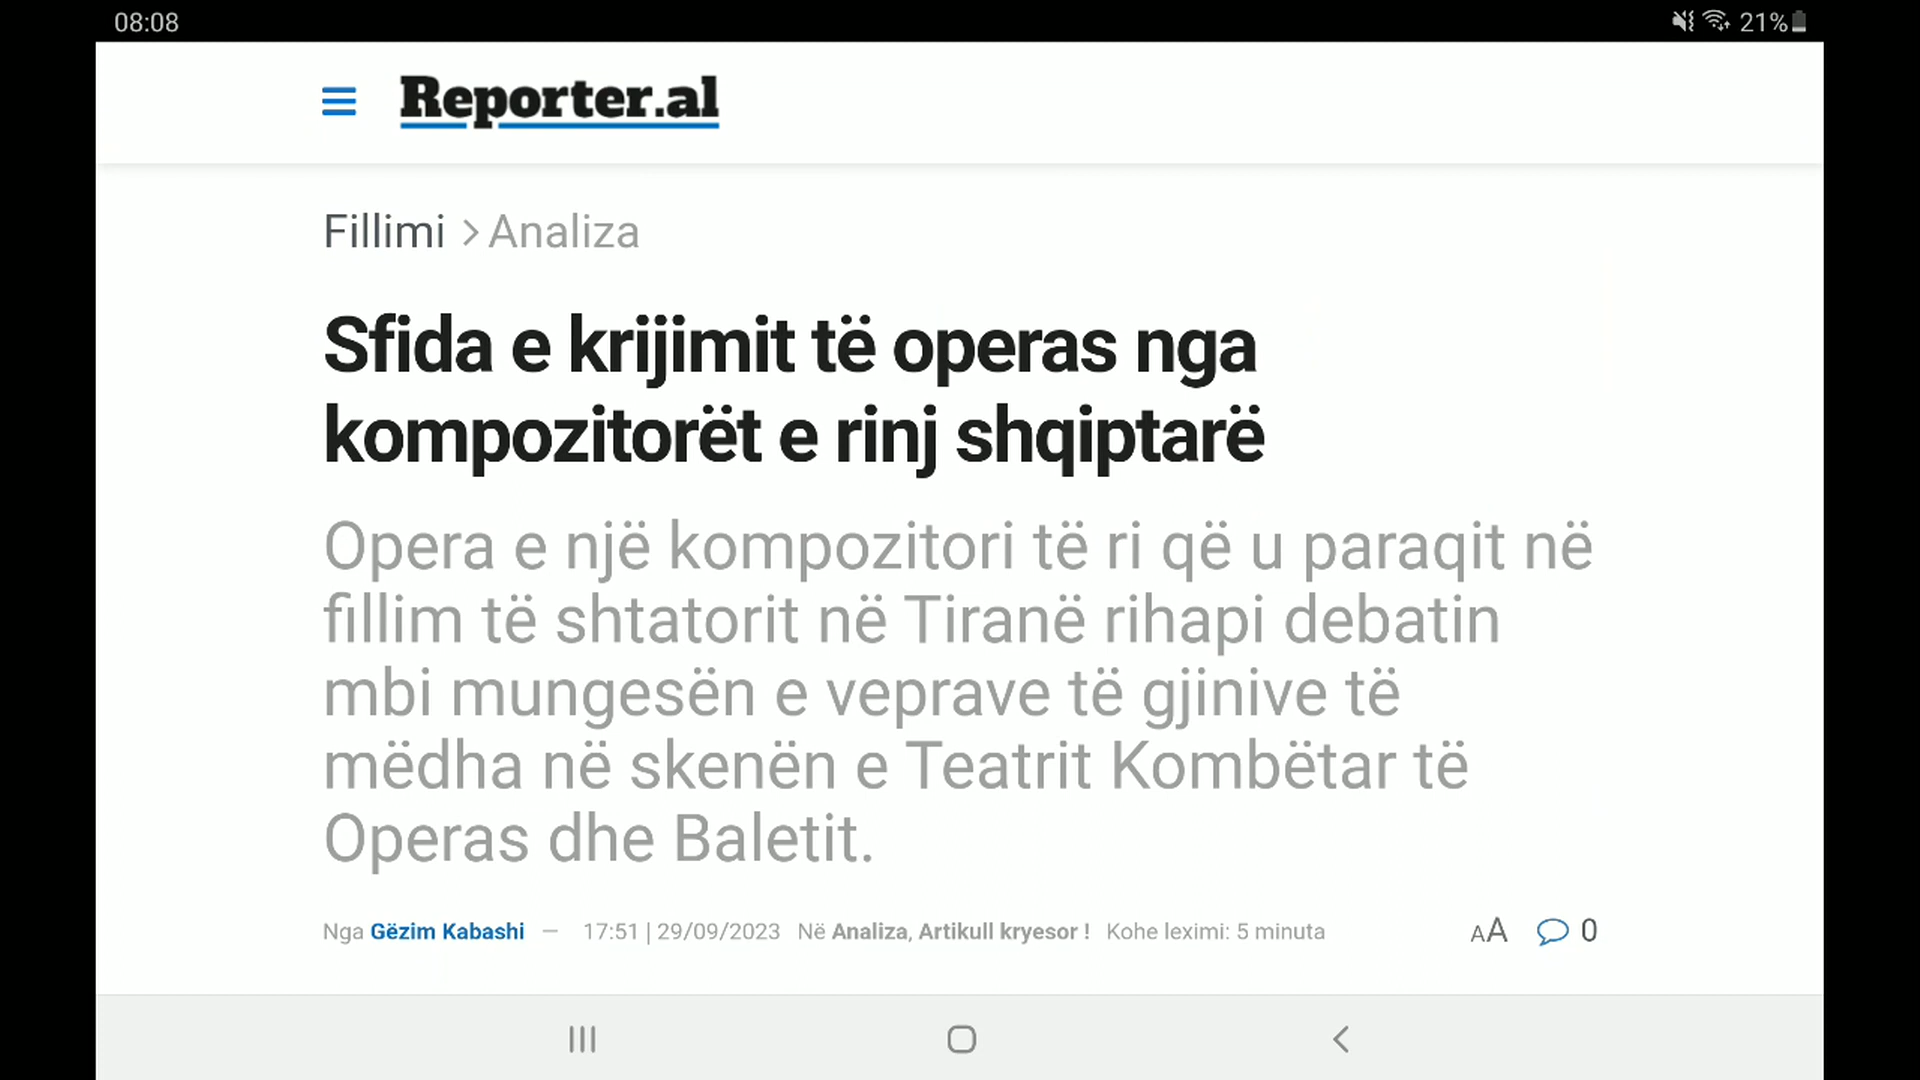 08:08
21%
Reporter.al
Fillimi > Analiza
Sfida e krijimit të operas nga
kompozitorët e rinj shqiptarë
Opera e një kompozitori të ri që u paraqit në
fillim të shtatorit në Tiranë rihapi debatin
mbi mungesën e veprave të gjinive të
mëdha në skenën e Teatrit Kombëtar të
Operas dhe Baletit.
Nga Gëzim Kabashi — 17:51 | 29/09/2023 Në Analiza, Artikull kryesor ! Kohe leximi: 5 minuta AA 0